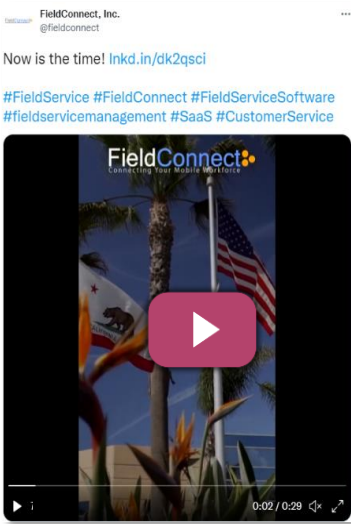 FieldConnect, Inc.
@fieldconnect
Now is the time! lnkd.in/dk2qsci
#FieldService #FieldConnect #FieldServiceSoftware
#fieldservicemanagement #SaaS #CustomerService
FieldConnect
Connecting Your Mobile Workforce
0:02 / 0:29